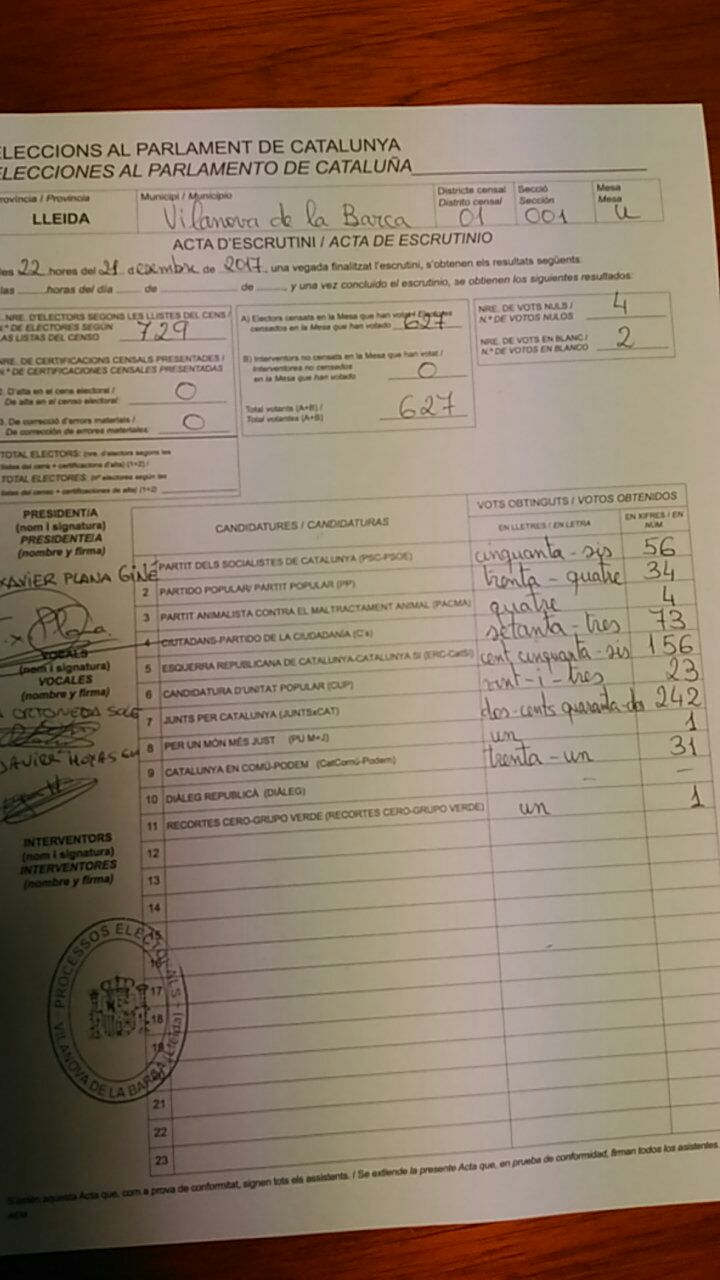 ELECCIONS AL PARLAMENT DE CATALUNYA
ELECCIONES AL PARLAMENTO DE CATALUÑA
Província / Provincia
LLEIDA
Municipi / Municipio
Vilanova de la Barca
Districte censal
Distrito censal
01
Secció
Sección
001
Mesa
Mesa
U
ACTA D'ESCRUTINI / ACTA DE ESCRUTINIO
les 22 hores del 21 d desembre de 2017, una vegada finalitzat l'escrutini, s'obtenen els resultats següents:
las hores del día de de , y una vez concluido el escrutinio, se obtienen los siguientes resultados:
NRE. D'ELECTORS SEGONS LES LLISTES DEL CENS /
N.º DE ELECTORES SEGÚN
LAS LISTAS DEL CENSO 729
NRE. DE CERTIFICACIONS CENSALS PRESENTADES /
N.º DE CERTIFICACIONES CENSALES PRESENTADAS
2. D'alta en el cens electoral /
De alta en el censo electoral: 0
3. De correcció d'errors materials /
De corrección de errores materiales: 0
TOTAL ELECTORS: (nre. d'electors segons les
llistes del cens + certificacions d'alta) (1+2) /
TOTAL ELECTORES: (nº electores según las
listas del censo + certificaciones de alta) (1+2)
A) Electors censats en la Mesa que han votat / Electores
censados en la Mesa que han votado 627
B) Interventors no censats en la Mesa que han votat /
Interventores no censados
en la Mesa que han votado 0
Total votants (A+B) /
Total votantes (A+B) 627
NRE. DE VOTS NULS /
N.º DE VOTOS NULOS 4
NRE. DE VOTS EN BLANC /
N.º DE VOTOS EN BLANCO 2
PRESIDENT/A
(nom i signatura)
PRESIDENTE/A
(nombre y firma)
XAVIER PLANA GINÉ
VOCALS
(nom i signatura)
VOCALES
(nombre y firma)
ORTONEDA SOLÉ
JAVIER HOYAS
INTERVENTORS
(nom i signatura)
INTERVENTORES
(nombre y firma)
CANDIDATURES / CANDIDATURAS
VOTS OBTINGUTS / VOTOS OBTENIDOS
EN LLETRES / EN LETRA
EN XIFRES / EN NÚM.
PARTIT DELS SOCIALISTES DE CATALUNYA (PSC-PSOE) cinquanta-sis 56
2 PARTIDO POPULAR/ PARTIT POPULAR (PP) trenta-quatre 34
3 PARTIT ANIMALISTA CONTRA EL MALTRACTAMENT ANIMAL (PACMA) quatre 4
4 CIUTADANS-PARTIDO DE LA CIUDADANÍA (C's) setanta-tres 73
5 ESQUERRA REPUBLICANA DE CATALUNYA-CATALUNYA SÍ (ERC-CatSí) cent cinquanta-sis 156
6 CANDIDATURA D'UNITAT POPULAR (CUP) vint-i-tres 23
7 JUNTS PER CATALUNYA (JUNTSxCAT) dos-cents quaranta-dos 242
8 PER UN MÓN MÉS JUST (PU M+J) un 1
9 CATALUNYA EN COMÚ-PODEM (CatComú-Podem) trenta-un 31
10 DIÀLEG REPUBLICÀ (DIÀLEG) - -
11 RECORTES CERO-GRUPO VERDE (RECORTES CERO-GRUPO VERDE) un 1
12
13
14
15
16
17
18
19
21
22
23
PROCESSOS ELECTORALS - VILANOVA DE LA BARCA (Lleida)
S'estén aquesta Acta que, com a prova de conformitat, signen tots els assistents. / Se extiende la presente Acta que, en prueba de conformidad, firman todos los asistentes.